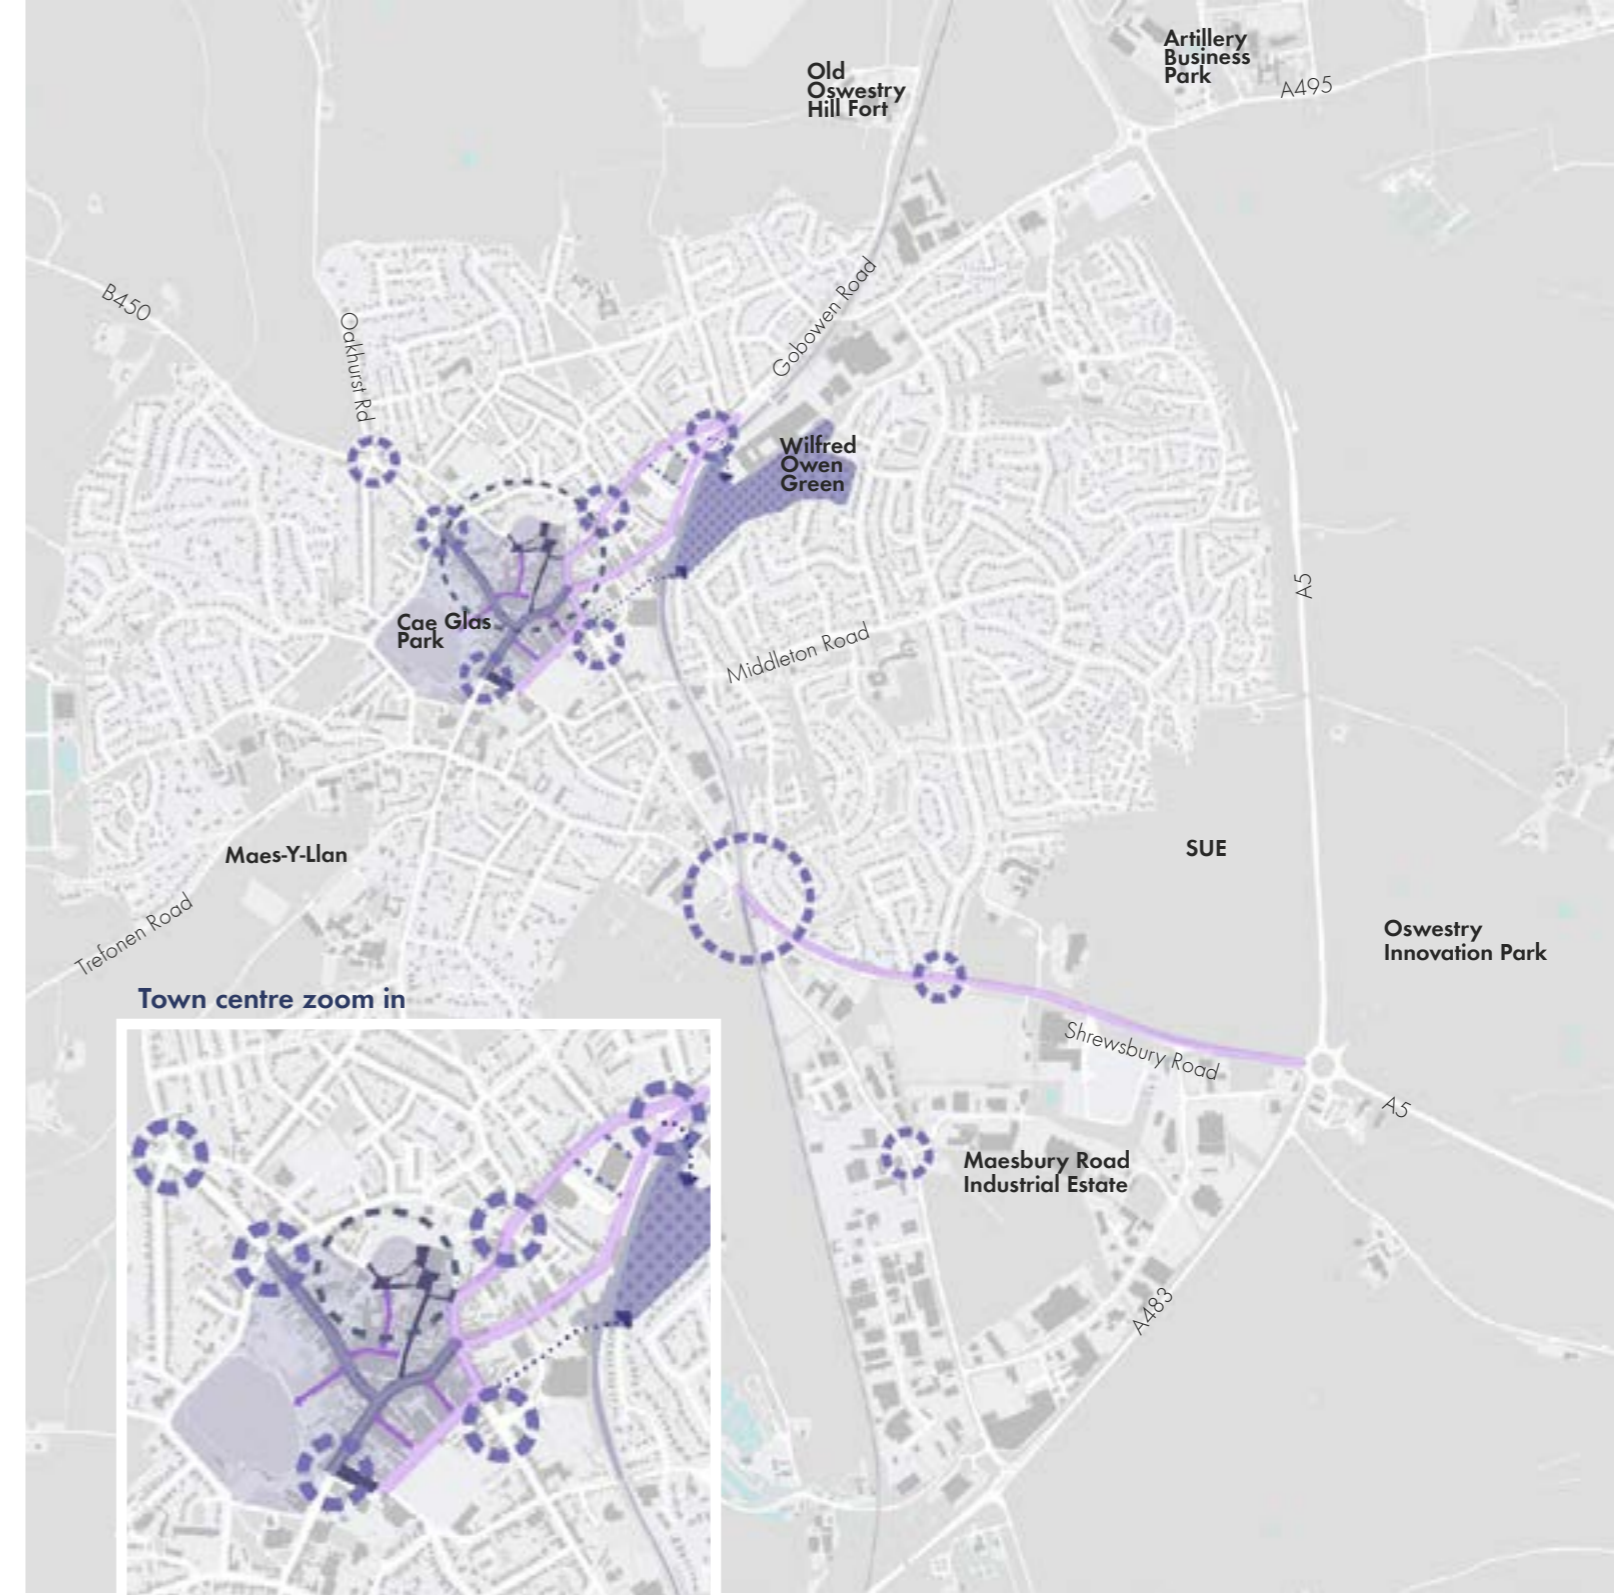 Artillery
Business
Park
Old
Oswestry
Hill Fort
A495
B450
Oakhurst Rd
Gobowen Road
Wilfred
Owen
Green
A5
Cae Glas
Park
Middleton Road
Maes-Y-Llan
SUE
Trefonen Road
Oswestry
Innovation Park
Town centre zoom in
Shrewsbury Road
A5
Maesbury Road
Industrial Estate
A483